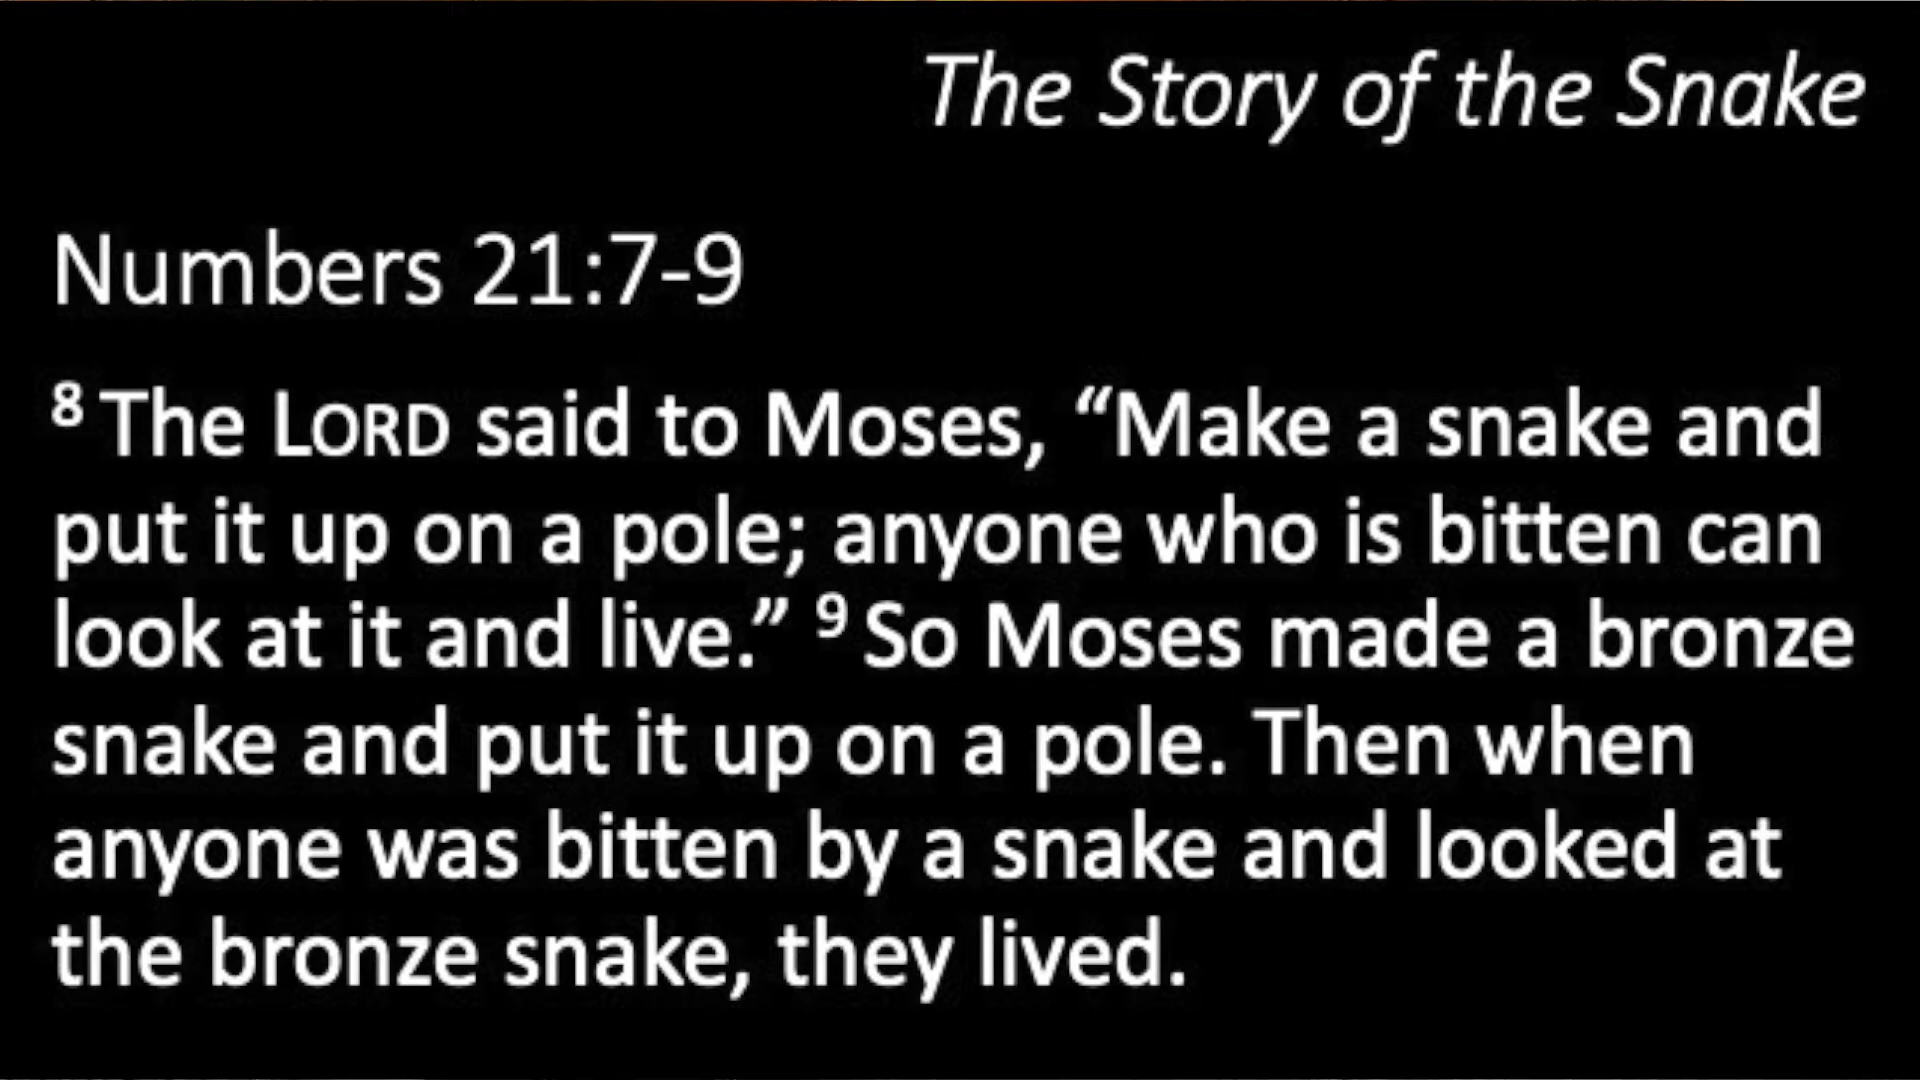 The Story of the Snake
Numbers 21:7-9
8 The LORD said to Moses, “Make a snake and
put it up on a pole; anyone who is bitten can
look at it and live.” 9 So Moses made a bronze
snake and put it up on a pole. Then when
anyone was bitten by a snake and looked at
the bronze snake, they lived.